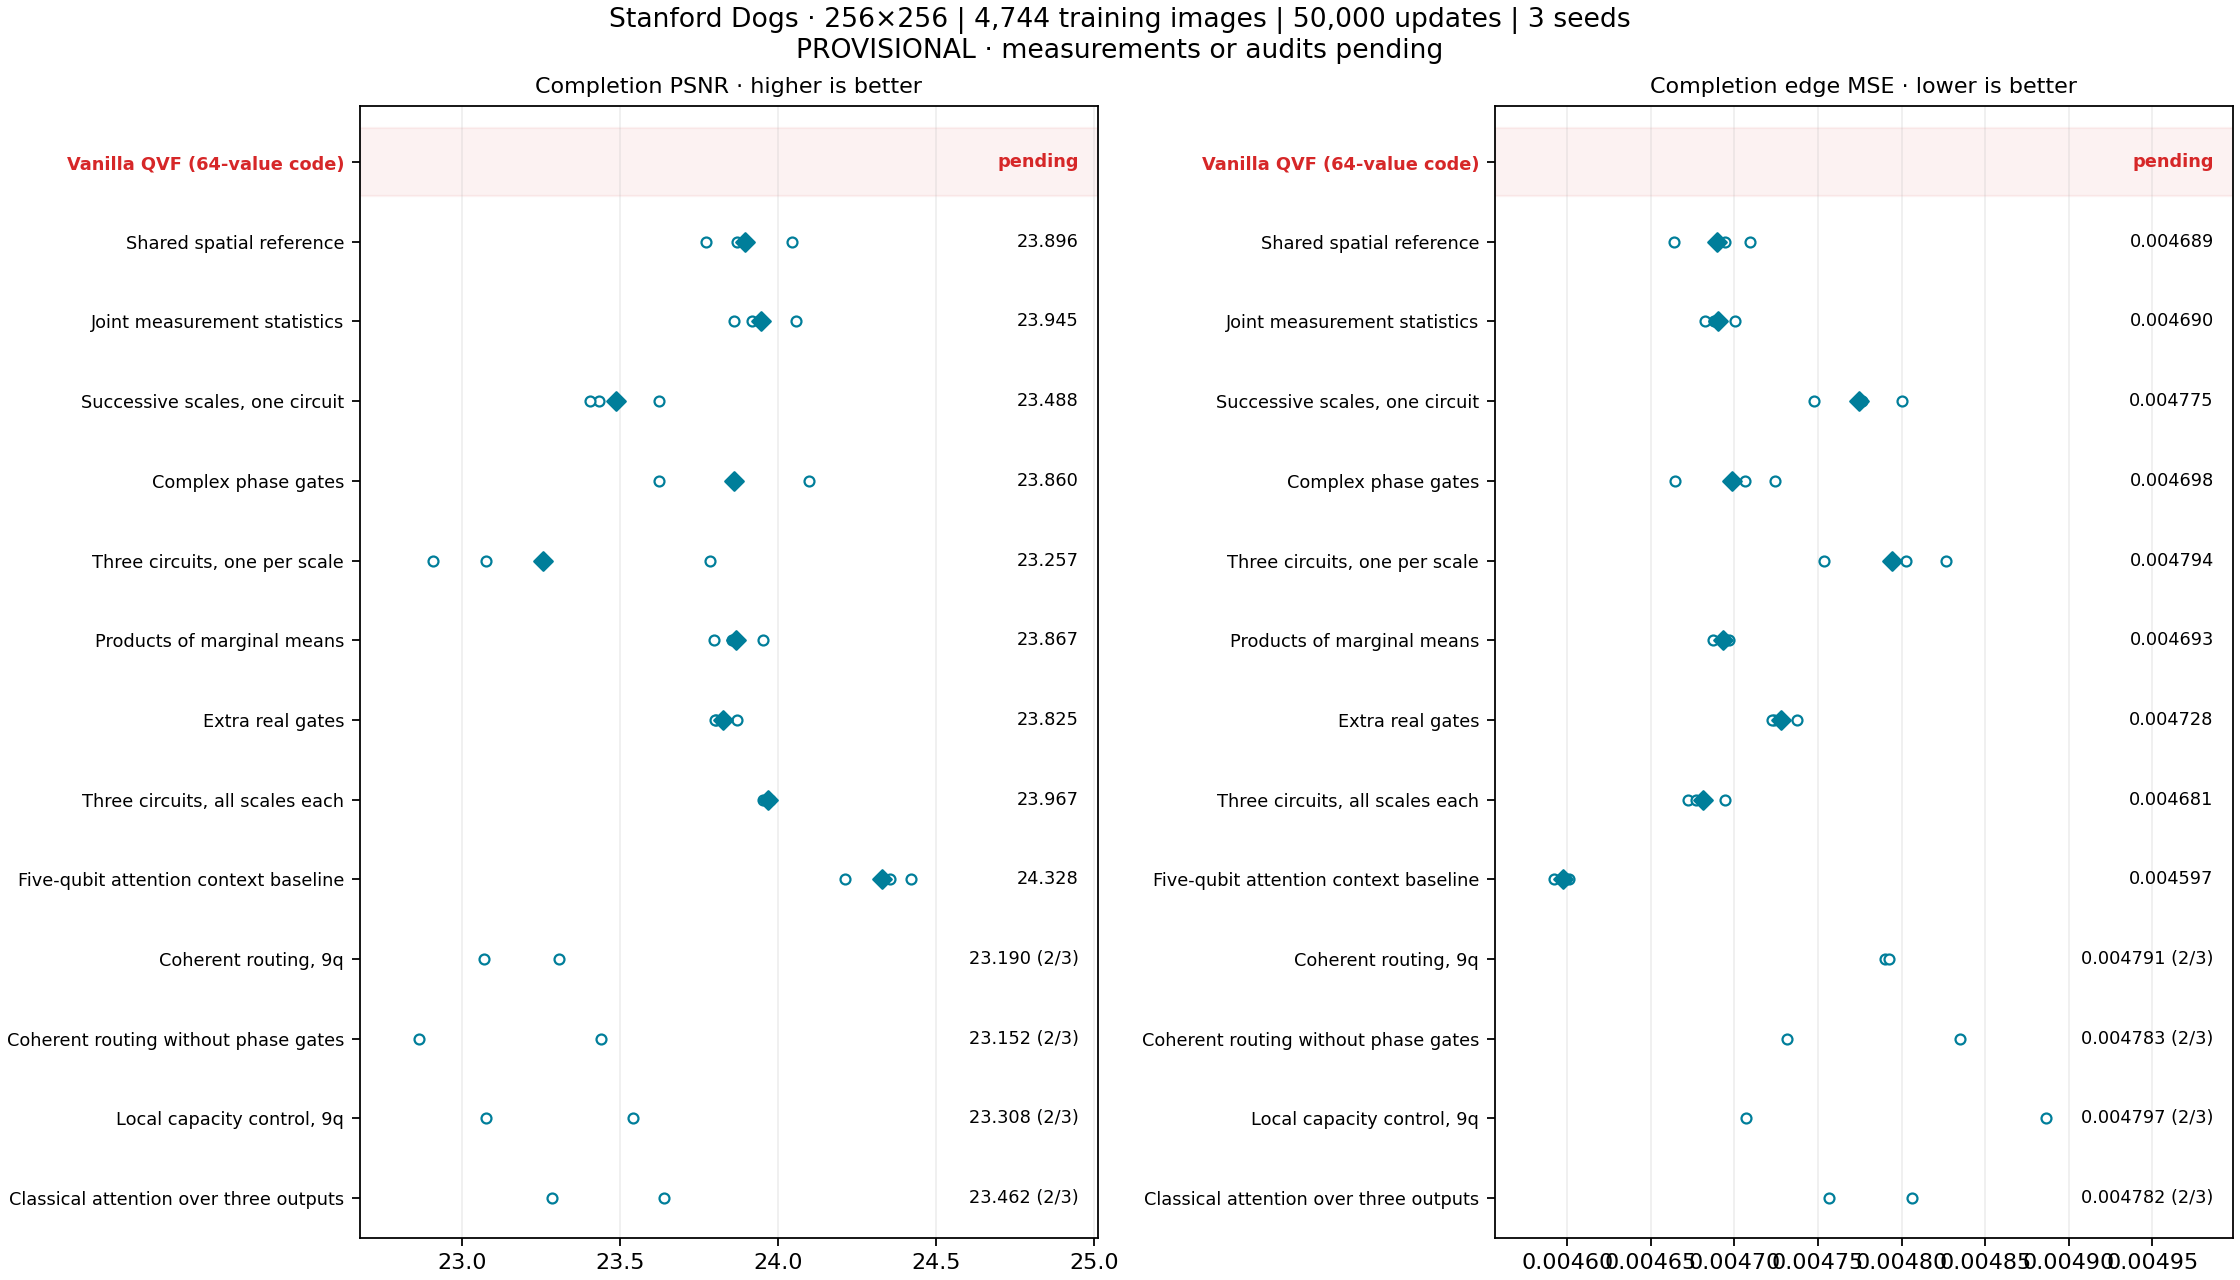 Stanford Dogs · 256×256 | 4,744 training images | 50,000 updates | 3 seeds
PROVISIONAL · measurements or audits pending
Completion PSNR · higher is better
Vanilla QVF (64-value code) pending
Shared spatial reference 23.896
Joint measurement statistics 23.945
Successive scales, one circuit 23.488
Complex phase gates 23.860
Three circuits, one per scale 23.257
Products of marginal means 23.867
Extra real gates 23.825
Three circuits, all scales each 23.967
Five-qubit attention context baseline 24.328
Coherent routing, 9q 23.190 (2/3)
Coherent routing without phase gates 23.152 (2/3)
Local capacity control, 9q 23.308 (2/3)
Classical attention over three outputs 23.462 (2/3)
23.0 23.5 24.0 24.5 25.0
Completion edge MSE · lower is better
Vanilla QVF (64-value code) pending
Shared spatial reference 0.004689
Joint measurement statistics 0.004690
Successive scales, one circuit 0.004775
Complex phase gates 0.004698
Three circuits, one per scale 0.004794
Products of marginal means 0.004693
Extra real gates 0.004728
Three circuits, all scales each 0.004681
Five-qubit attention context baseline 0.004597
Coherent routing, 9q 0.004791 (2/3)
Coherent routing without phase gates 0.004783 (2/3)
Local capacity control, 9q 0.004797 (2/3)
Classical attention over three outputs 0.004782 (2/3)
0.00460 0.00465 0.00470 0.00475 0.00480 0.00485 0.00490 0.00495